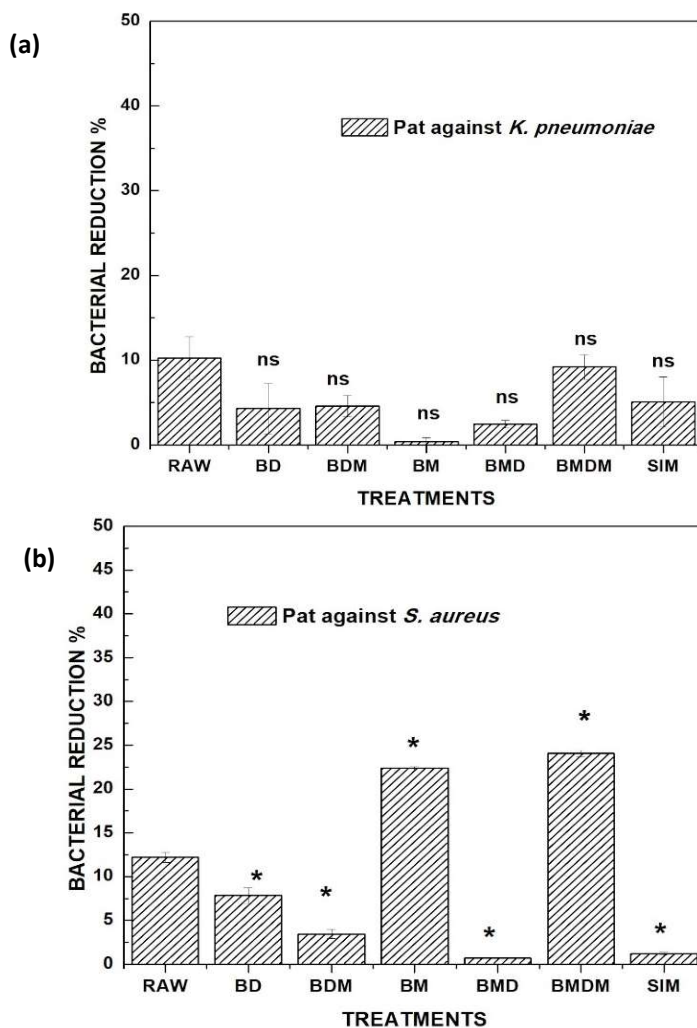 (a)
50
40
30
20
10
0
BACTERIAL REDUCTION %
Pat against K. pneumoniae
ns
ns
ns
ns
ns
ns
RAW BD BDM BM BMD BMDM SIM
TREATMENTS
(b)
50
45
40
35
30
25
20
15
10
5
0
BACTERIAL REDUCTION %
Pat against S. aureus
*
*
*
*
*
*
RAW BD BDM BM BMD BMDM SIM
TREATMENTS